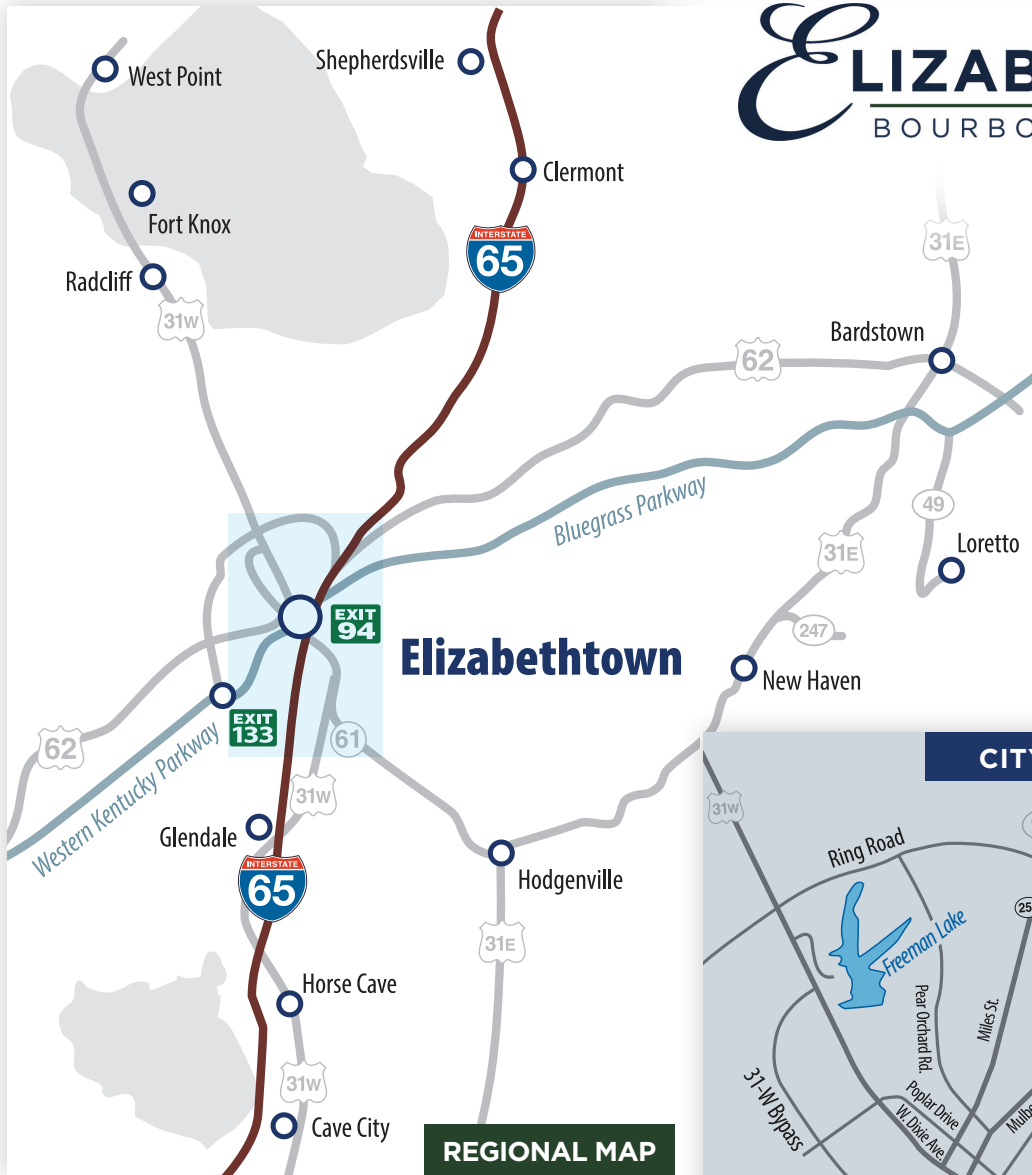 ELIZAB
BOURBO
West Point
Shepherdsville
Clermont
Fort Knox
INTERSTATE
65
31E
Radcliff
31W
Bardstown
62
Bluegrass Parkway
49
31E
Loretto
EXIT
94
Elizabethtown
247
New Haven
EXIT
133
61
62
Western Kentucky Parkway
31W
Glendale
INTERSTATE
65
Hodgenville
31E
Horse Cave
31W
Cave City
REGIONAL MAP
CITY
31W
Ring Road
25
Freeman Lake
Pear Orchard Rd.
Miles St.
31-W Bypass
Poplar Drive
W. Dixie Ave.
Mulbe